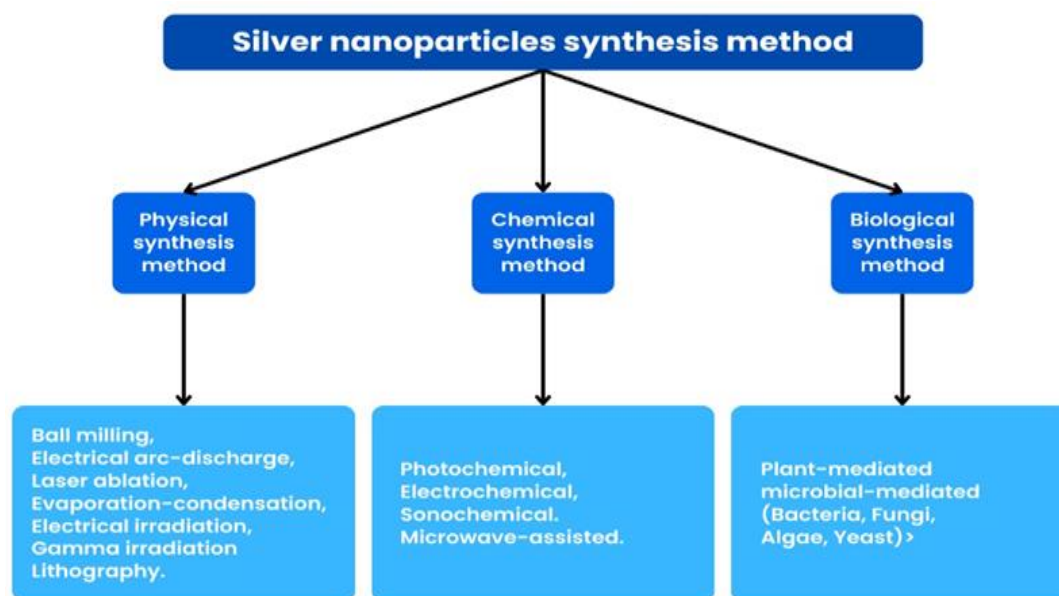 Silver nanoparticles synthesis method
Physical
synthesis
method
Chemical
synthesis
method
Biological
synthesis
method
Ball milling,
Electrical arc-discharge,
Laser ablation,
Evaporation-condensation,
Electrical irradiation,
Gamma irradiation
Lithography.
Photochemical,
Electrochemical,
Sonochemical.
Microwave-assisted.
Plant-mediated
microbial-mediated
(Bacteria, Fungi,
Algae, Yeast)>